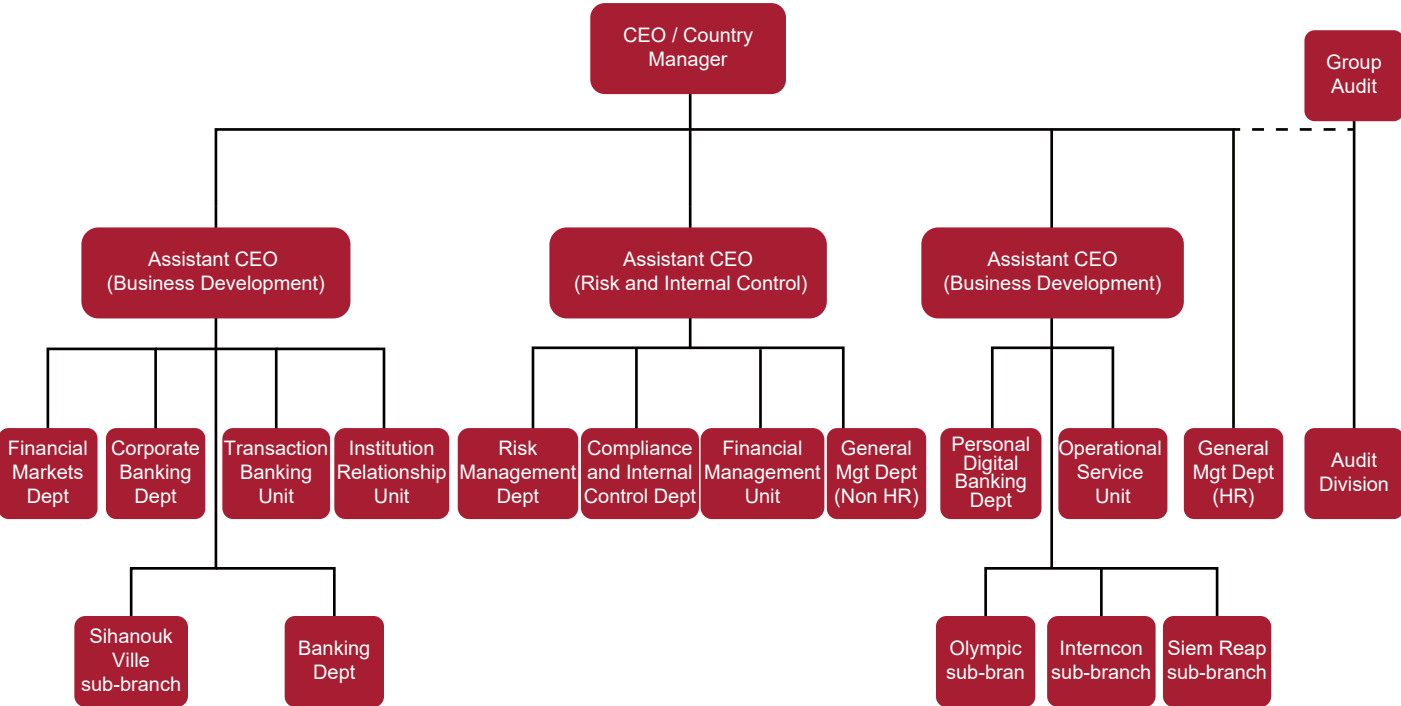 CEO / Country
Manager
Group
Audit
Assistant CEO
(Business Development)
Assistant CEO
(Risk and Internal Control)
Assistant CEO
(Business Development)
Financial
Markets
Dept
Corporate
Banking
Dept
Transaction
Banking
Unit
Institution
Relationship
Unit
Risk
Management
Dept
Compliance
and Internal
Control Dept
Financial
Management
Unit
General
Mgt Dept
(Non HR)
Personal
Digital
Banking
Dept
Operational
Service
Unit
General
Mgt Dept
(HR)
Audit
Division
Sihanouk
Ville
sub-branch
Banking
Dept
Olympic
sub-bran
Interncon
sub-branch
Siem Reap
sub-branch